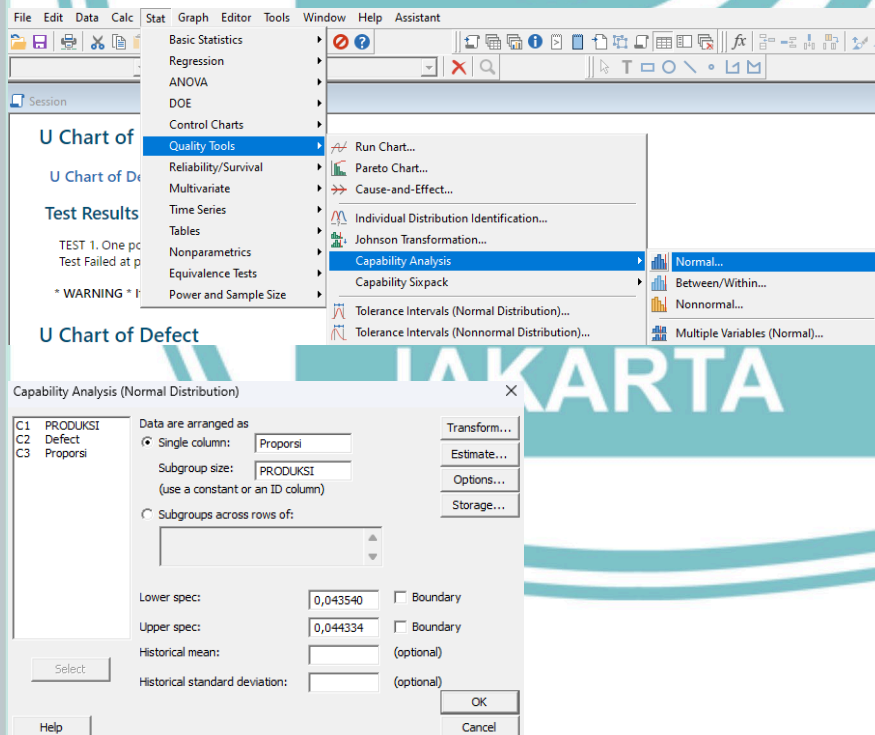 File Edit Data Calc Stat Graph Editor Tools Window Help Assistant
Basic Statistics
Regression
ANOVA
DOE
Control Charts
Quality Tools
Reliability/Survival
Multivariate
Time Series
Tables
Nonparametrics
Equivalence Tests
Power and Sample Size
Session
U Chart of
U Chart of De
Test Results
TEST 1. One po
Test Failed at p
* WARNING * I
U Chart of Defect
Run Chart...
Pareto Chart...
Cause-and-Effect...
Individual Distribution Identification...
Johnson Transformation...
Capability Analysis
Capability Sixpack
Tolerance Intervals (Normal Distribution)...
Tolerance Intervals (Nonnormal Distribution)...
Normal...
Between/Within...
Nonnormal...
Multiple Variables (Normal)...
JAKARTA
Capability Analysis (Normal Distribution)
C1 PRODUKSI
C2 Defect
C3 Proporsi
Data are arranged as
Single column: Proporsi
Subgroup size: PRODUKSI
(use a constant or an ID column)
Subgroups across rows of:
Transform...
Estimate...
Options...
Storage...
Lower spec: 0,043540 Boundary
Upper spec: 0,044334 Boundary
Historical mean: (optional)
Historical standard deviation: (optional)
Select
OK
Help
Cancel